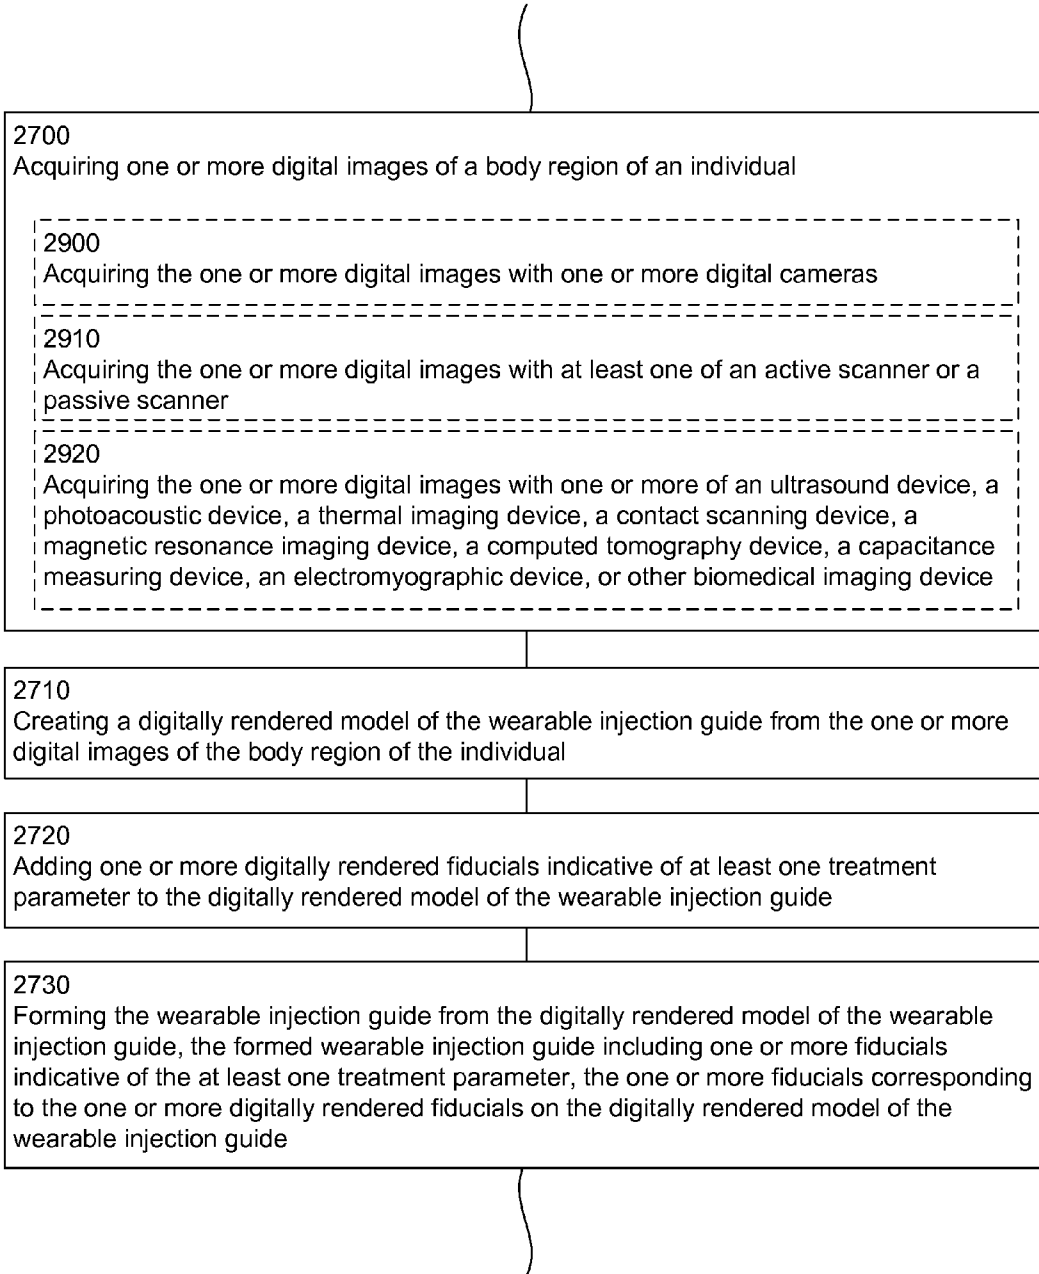 2700
Acquiring one or more digital images of a body region of an individual
2900
Acquiring the one or more digital images with one or more digital cameras
2910
Acquiring the one or more digital images with at least one of an active scanner or a
passive scanner
2920
Acquiring the one or more digital images with one or more of an ultrasound device, a
photoacoustic device, a thermal imaging device, a contact scanning device, a
magnetic resonance imaging device, a computed tomography device, a capacitance
measuring device, an electromyographic device, or other biomedical imaging device
2710
Creating a digitally rendered model of the wearable injection guide from the one or more
digital images of the body region of the individual
2720
Adding one or more digitally rendered fiducials indicative of at least one treatment
parameter to the digitally rendered model of the wearable injection guide
2730
Forming the wearable injection guide from the digitally rendered model of the wearable
injection guide, the formed wearable injection guide including one or more fiducials
indicative of the at least one treatment parameter, the one or more fiducials corresponding
to the one or more digitally rendered fiducials on the digitally rendered model of the
wearable injection guide